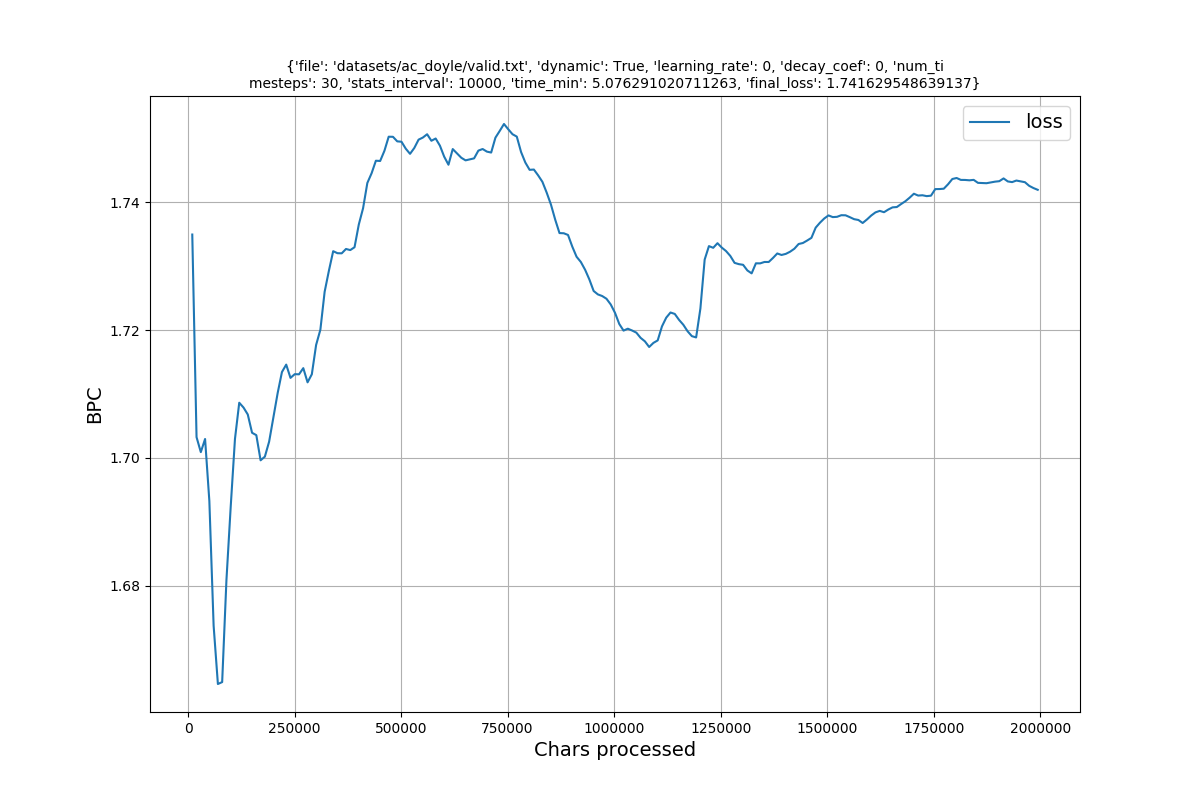 {'file': 'datasets/ac_doyle/valid.txt', 'dynamic': True, 'learning_rate': 0, 'decay_coef': 0, 'num_ti
mesteps': 30, 'stats_interval': 10000, 'time_min': 5.076291020711263, 'final_loss': 1.741629548639137}
loss
1.74
1.72
1.70
1.68
BPC
0 250000 500000 750000 1000000 1250000 1500000 1750000 2000000
Chars processed